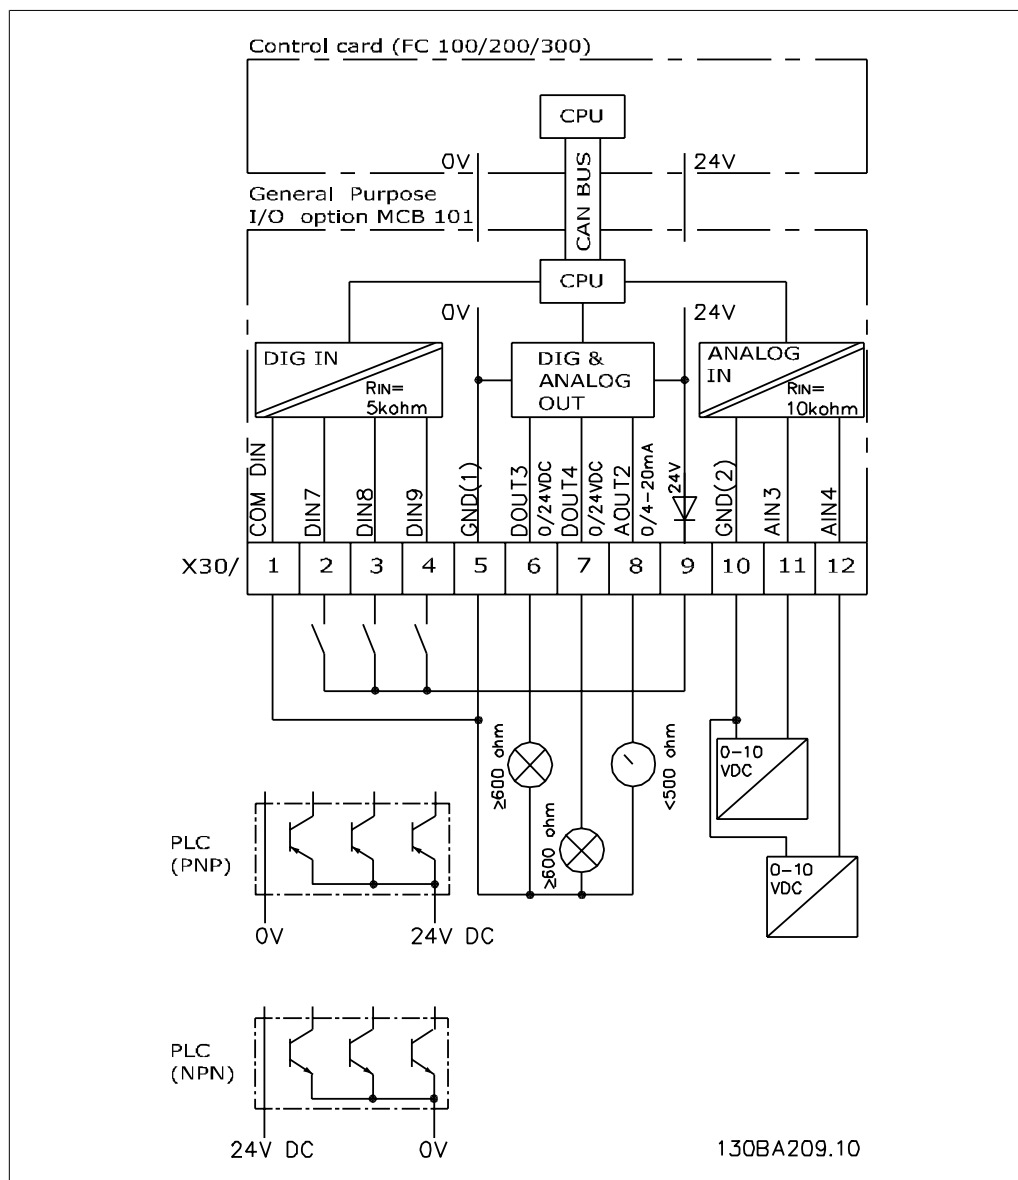 Control card (FC 100/200/300)
CPU
0V
24V
CAN BUS
General Purpose
I/O option MCB 101
CPU
0V
24V
DIG IN
RIN=
5kohm
DIG &
ANALOG
OUT
ANALOG
IN
RIN=
10kohm
COM DIN
DIN7
DIN8
DIN9
GND(1)
DOUT3
0/24VDC
DOUT4
0/24VDC
AOUT2
0/4-20mA
24V
GND(2)
AIN3
AIN4
X30/ 1 2 3 4 5 6 7 8 9 10 11 12
≥600 ohm
<500 ohm
0-10
VDC
≥600 ohm
0-10
VDC
PLC
(PNP)
0V
24V DC
PLC
(NPN)
24V DC
0V
130BA209.10